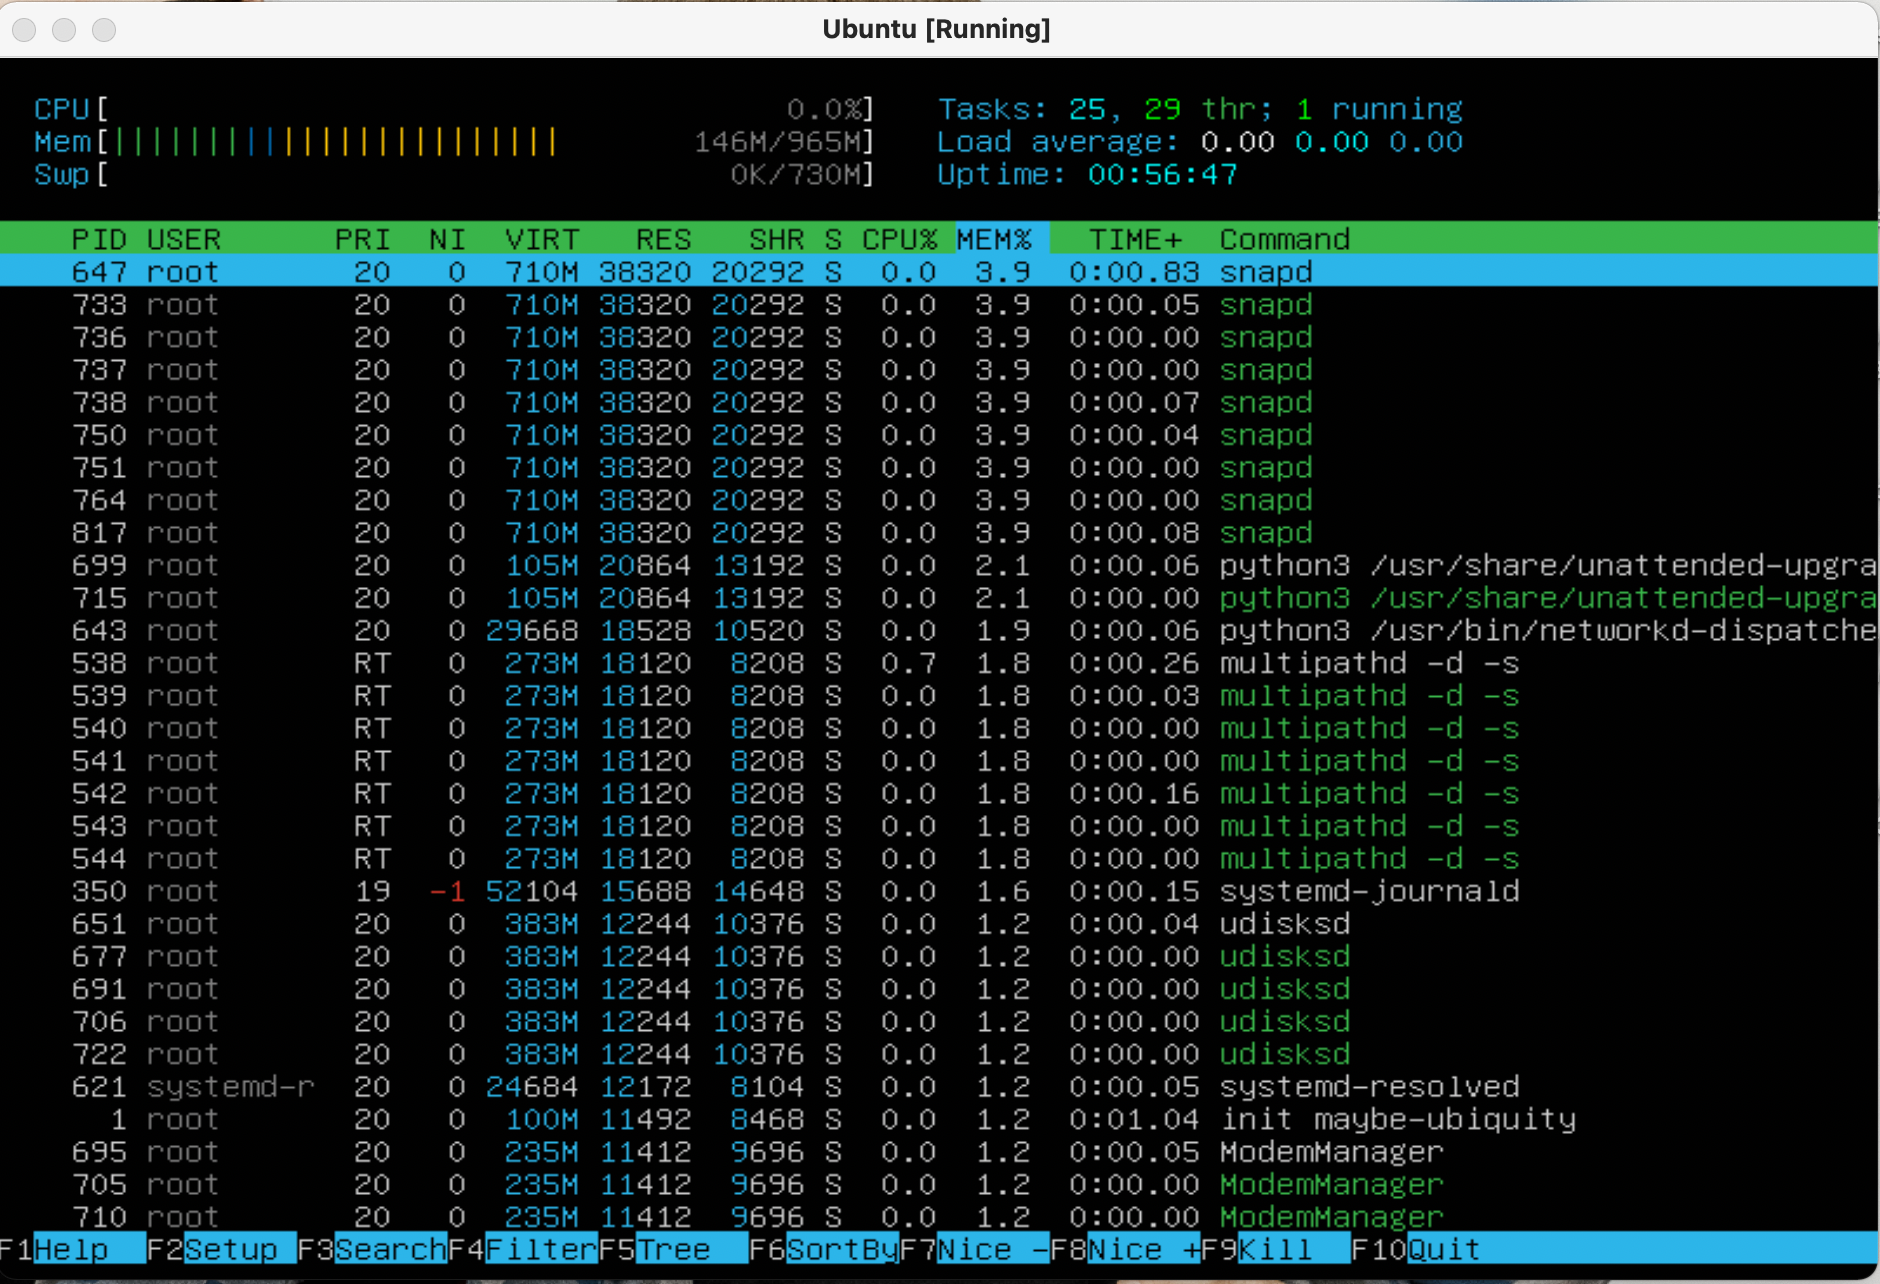 Ubuntu [Running]
CPU[ 0.0%] Tasks: 25, 29 thr; 1 running
Mem[||||||||||||||||||||||||146M/965M] Load average: 0.00 0.00 0.00
Swp[ 0K/730M] Uptime: 00:56:47
PID USER PRI NI VIRT RES SHR S CPU% MEM% TIME+ Command
647 root 20 0 710M 38320 20292 S 0.0 3.9 0:00.83 snapd
733 root 20 0 710M 38320 20292 S 0.0 3.9 0:00.05 snapd
736 root 20 0 710M 38320 20292 S 0.0 3.9 0:00.00 snapd
737 root 20 0 710M 38320 20292 S 0.0 3.9 0:00.00 snapd
738 root 20 0 710M 38320 20292 S 0.0 3.9 0:00.07 snapd
750 root 20 0 710M 38320 20292 S 0.0 3.9 0:00.04 snapd
751 root 20 0 710M 38320 20292 S 0.0 3.9 0:00.00 snapd
764 root 20 0 710M 38320 20292 S 0.0 3.9 0:00.00 snapd
817 root 20 0 710M 38320 20292 S 0.0 3.9 0:00.08 snapd
699 root 20 0 105M 20864 13192 S 0.0 2.1 0:00.06 python3 /usr/share/unattended-upgra
715 root 20 0 105M 20864 13192 S 0.0 2.1 0:00.00 python3 /usr/share/unattended-upgra
643 root 20 0 29668 18528 10520 S 0.0 1.9 0:00.06 python3 /usr/bin/networkd-dispatche
538 root RT 0 273M 18120 8208 S 0.7 1.8 0:00.26 multipathd -d -s
539 root RT 0 273M 18120 8208 S 0.0 1.8 0:00.03 multipathd -d -s
540 root RT 0 273M 18120 8208 S 0.0 1.8 0:00.00 multipathd -d -s
541 root RT 0 273M 18120 8208 S 0.0 1.8 0:00.00 multipathd -d -s
542 root RT 0 273M 18120 8208 S 0.0 1.8 0:00.16 multipathd -d -s
543 root RT 0 273M 18120 8208 S 0.0 1.8 0:00.00 multipathd -d -s
544 root RT 0 273M 18120 8208 S 0.0 1.8 0:00.00 multipathd -d -s
350 root 19 -1 52104 15688 14648 S 0.0 1.6 0:00.15 systemd-journald
651 root 20 0 383M 12244 10376 S 0.0 1.2 0:00.04 udisksd
677 root 20 0 383M 12244 10376 S 0.0 1.2 0:00.00 udisksd
691 root 20 0 383M 12244 10376 S 0.0 1.2 0:00.00 udisksd
706 root 20 0 383M 12244 10376 S 0.0 1.2 0:00.00 udisksd
722 root 20 0 383M 12244 10376 S 0.0 1.2 0:00.00 udisksd
621 systemd-r 20 0 24684 12172 8104 S 0.0 1.2 0:00.05 systemd-resolved
1 root 20 0 100M 11492 8468 S 0.0 1.2 0:01.04 init maybe-ubiquity
695 root 20 0 235M 11412 9696 S 0.0 1.2 0:00.05 ModemManager
705 root 20 0 235M 11412 9696 S 0.0 1.2 0:00.00 ModemManager
710 root 20 0 235M 11412 9696 S 0.0 1.2 0:00.00 ModemManager
F1Help F2Setup F3SearchF4FilterF5Tree F6SortByF7Nice -F8Nice +F9Kill F10Quit